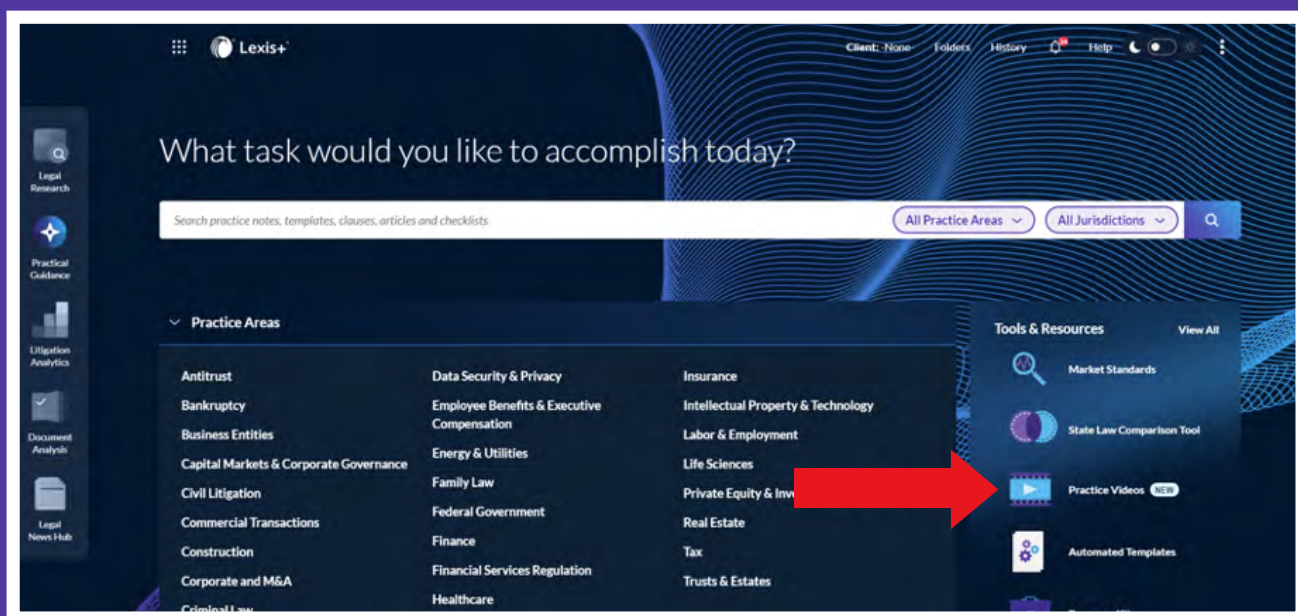 Lexis+
Client: -None- Folders History Help
Legal
Research
Practical
Guidance
Litigation
Analytics
Document
Analysis
Legal
News Hub
What task would you like to accomplish today?
Search practice notes, templates, clauses, articles and checklists
All Practice Areas
All Jurisdictions
Practice Areas
Antitrust
Bankruptcy
Business Entities
Capital Markets & Corporate Governance
Civil Litigation
Commercial Transactions
Construction
Corporate and M&A
Criminal Law
Data Security & Privacy
Employee Benefits & Executive
Compensation
Energy & Utilities
Family Law
Federal Government
Finance
Financial Services Regulation
Healthcare
Insurance
Intellectual Property & Technology
Labor & Employment
Life Sciences
Private Equity &
Real Estate
Tax
Trusts & Estates
Tools & Resources View All
Market Standards
State Law Comparison Tool
Practice Videos NEW
Automated Templates